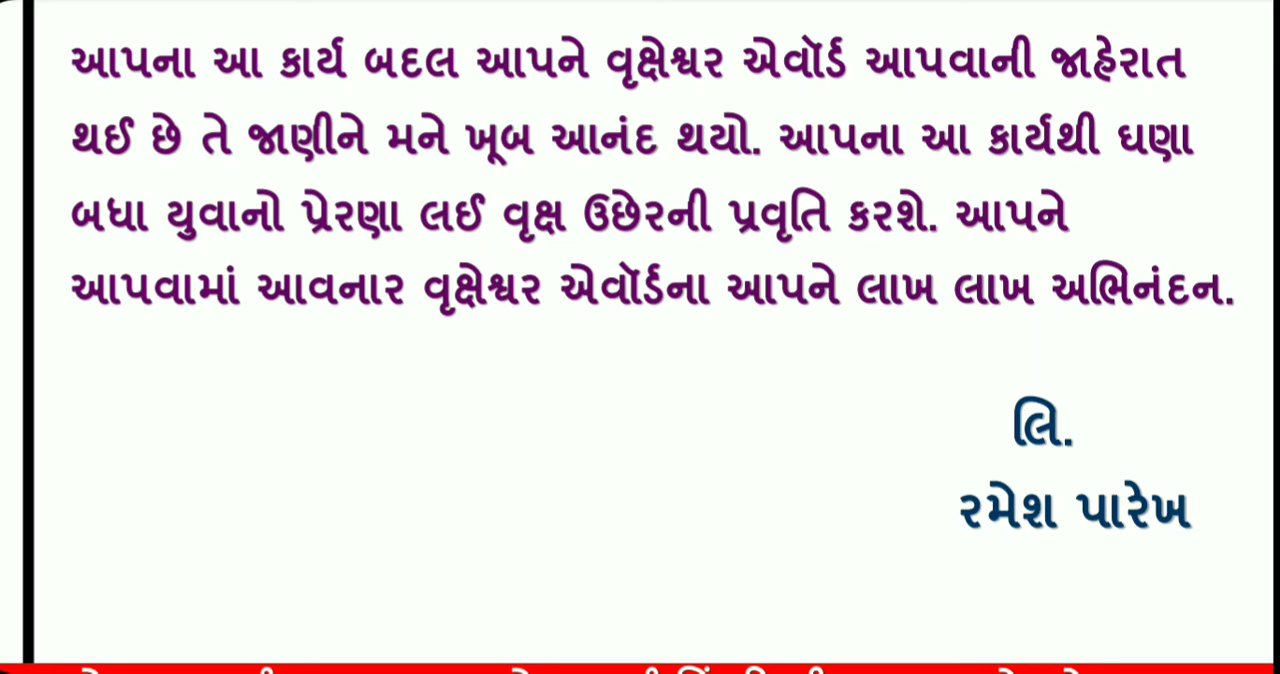 આપના આ કાર્ય બદલ આપને વૃક્ષેશ્વર એવૉર્ડ આપવાની જાહેરાત
થઈ છે તે જાણીને મને ખૂબ આનંદ થયો. આપના આ કાર્યથી ઘણા
બધા યુવાનો પ્રેરણા લઈ વૃક્ષ ઉછેરની પ્રવૃતિ કરશે. આપને
આપવામાં આવનાર વૃક્ષેશ્વર એવૉર્ડના આપને લાખ લાખ અભિનંદન.
લિ.
રમેશ પારેખ